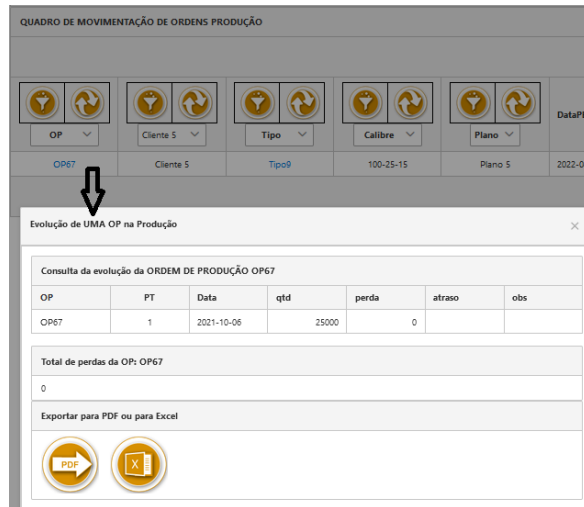 QUADRO DE MOVIMENTAÇÃO DE ORDENS PRODUÇÃO
OP Cliente 5 Tipo Calibre Plano
OP67 Cliente 5 Tipo9 100-25-15 Plano 5
Evolução de UMA OP na Produção ×
Consulta da evolução da ORDEM DE PRODUÇÃO OP67
OP PT Data qtd perda atraso obs
OP67 1 2021-10-06 25000 0
Total de perdas da OP: OP67
0
Exportar para PDF ou para Excel
PDF X